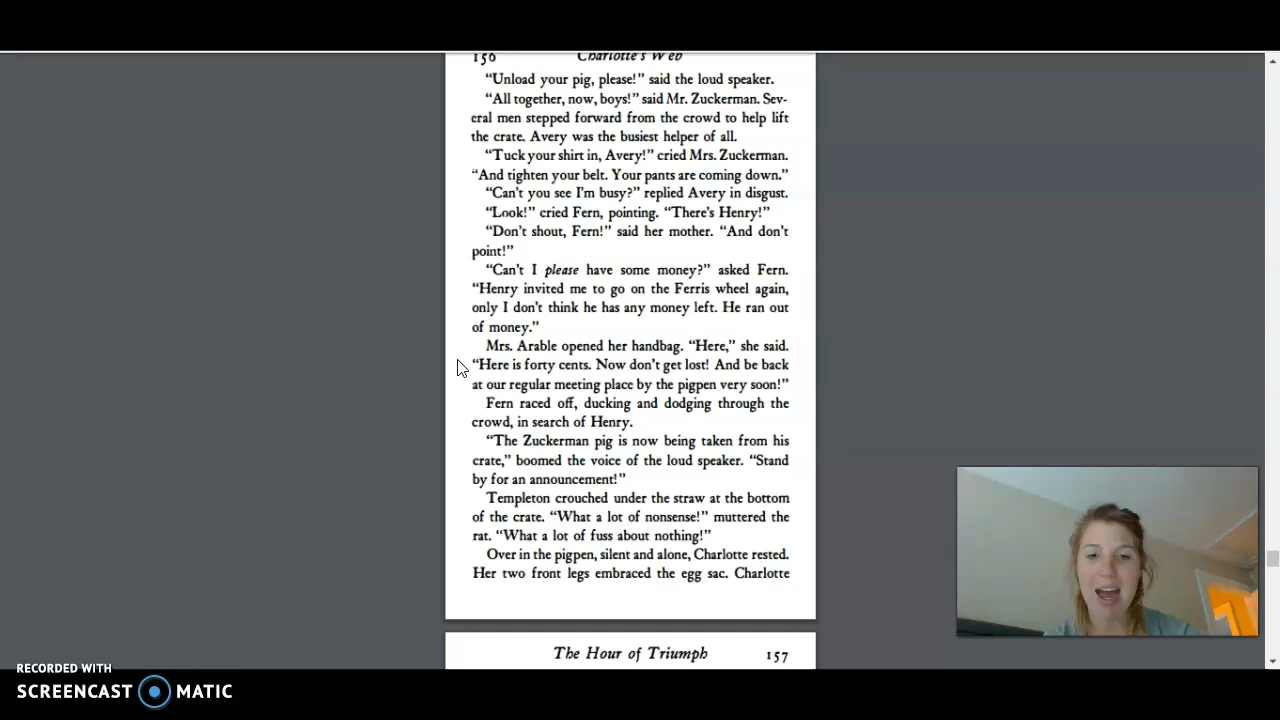 156 Charlotte's Web
“Unload your pig, please!” said the loud speaker.
“All together, now, boys!” said Mr. Zuckerman. Sev-
eral men stepped forward from the crowd to help lift
the crate. Avery was the busiest helper of all.
“Tuck your shirt in, Avery!” cried Mrs. Zuckerman.
“And tighten your belt. Your pants are coming down.”
“Can't you see I'm busy?” replied Avery in disgust.
“Look!” cried Fern, pointing. “There's Henry!”
“Don't shout, Fern!” said her mother. “And don't
point!”
“Can't I please have some money?” asked Fern.
“Henry invited me to go on the Ferris wheel again,
only I don't think he has any money left. He ran out
of money.”
Mrs. Arable opened her handbag. “Here,” she said.
“Here is forty cents. Now don't get lost! And be back
at our regular meeting place by the pigpen very soon!”
Fern raced off, ducking and dodging through the
crowd, in search of Henry.
“The Zuckerman pig is now being taken from his
crate,” boomed the voice of the loud speaker. “Stand
by for an announcement!”
Templeton crouched under the straw at the bottom
of the crate. “What a lot of nonsense!” muttered the
rat. “What a lot of fuss about nothing!”
Over in the pigpen, silent and alone, Charlotte rested.
Her two front legs embraced the egg sac. Charlotte
The Hour of Triumph 157
RECORDED WITH
SCREENCAST MATIC